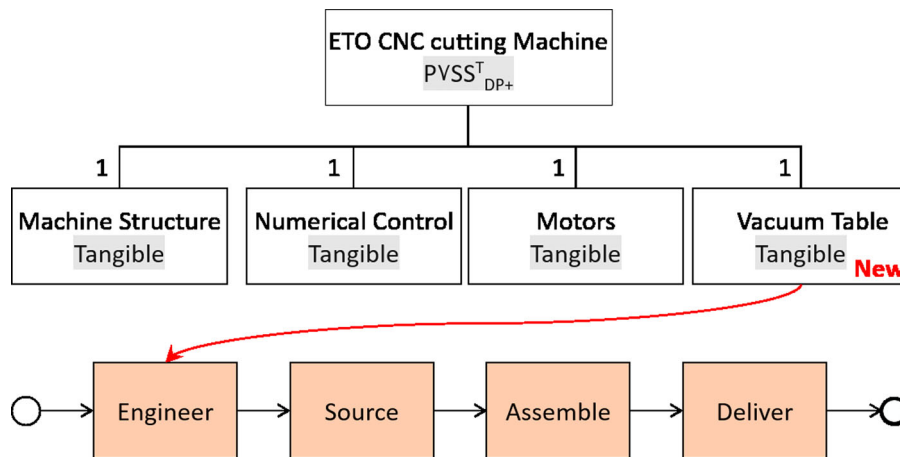 ETO CNC cutting Machine
PVSS^T_DP+
1 1 1 1
Machine Structure Numerical Control Motors Vacuum Table
Tangible Tangible Tangible Tangible
New
Engineer Source Assemble Deliver